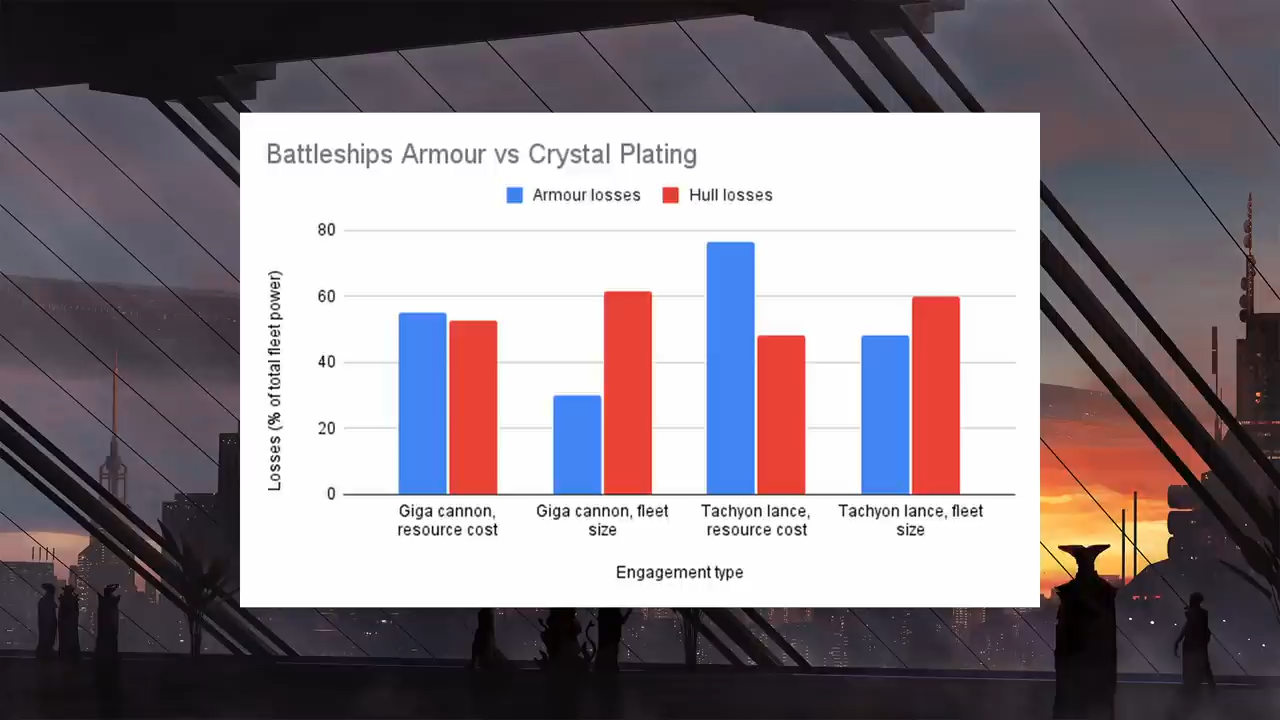 Battleships Armour vs Crystal Plating
Armour losses
Hull losses
Losses (% of total fleet power)
80
60
40
20
0
Giga cannon,
resource cost
Giga cannon, fleet
size
Tachyon lance,
resource cost
Tachyon lance, fleet
size
Engagement type